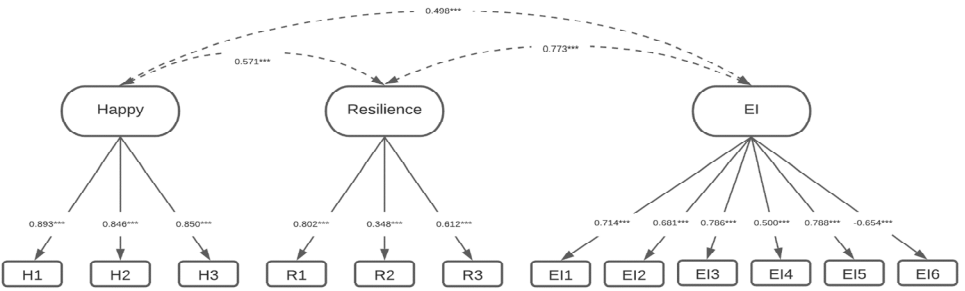 0.498***
0.773***
0.571***
Happy
Resilience
EI
0.893***
0.846***
0.850***
0.802***
0.348***
0.612***
0.714***
0.681***
0.786***
0.500***
0.788***
-0.654***
H1
H2
H3
R1
R2
R3
EI1
EI2
EI3
EI4
EI5
EI6